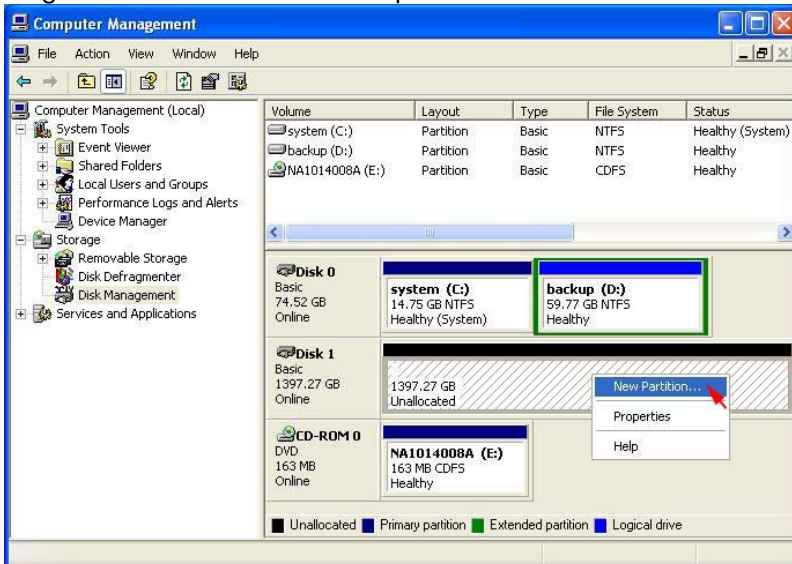 Computer Management
File Action View Window Help
Computer Management (Local)
System Tools
Event Viewer
Shared Folders
Local Users and Groups
Performance Logs and Alerts
Device Manager
Storage
Removable Storage
Disk Defragmenter
Disk Management
Services and Applications
Volume Layout Type File System Status
system (C:) Partition Basic NTFS Healthy (System)
backup (D:) Partition Basic NTFS Healthy
NA1014008A (E:) Partition Basic CDFS Healthy
Disk 0
Basic
74.52 GB
Online
system (C:)
14.75 GB NTFS
Healthy (System)
backup (D:)
59.77 GB NTFS
Healthy
Disk 1
Basic
1397.27 GB
Online
1397.27 GB
Unallocated
New Partition...
Properties
Help
CD-ROM 0
DVD
163 MB
Online
NA1014008A (E:)
163 MB CDFS
Healthy
Unallocated Primary partition Extended partition Logical drive